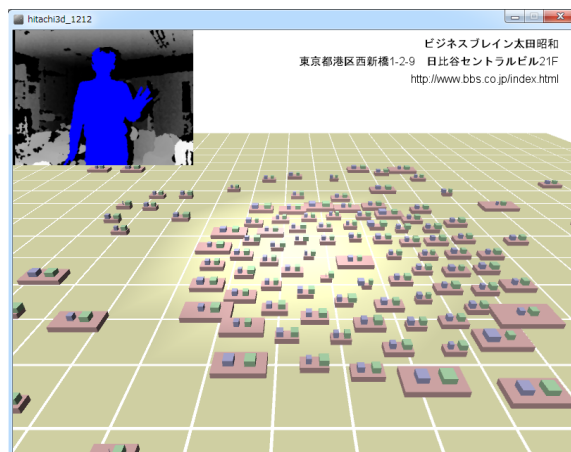 hitachi3d_1212
ビジネスブレイン太田昭和
東京都港区西新橋1-2-9　日比谷セントラルビル21F
http://www.bbs.co.jp/index.html